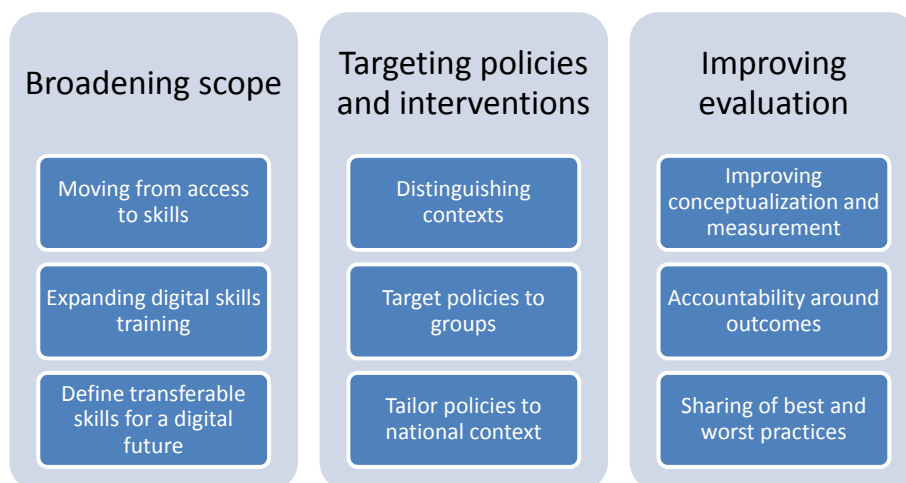 Broadening scope
Moving from access
to skills
Expanding digital skills
training
Define transferable
skills for a digital
future
Targeting policies
and interventions
Distinguishing
contexts
Target policies to
groups
Tailor policies to
national context
Improving
evaluation
Improving
conceptualization and
measurement
Accountability around
outcomes
Sharing of best and
worst practices